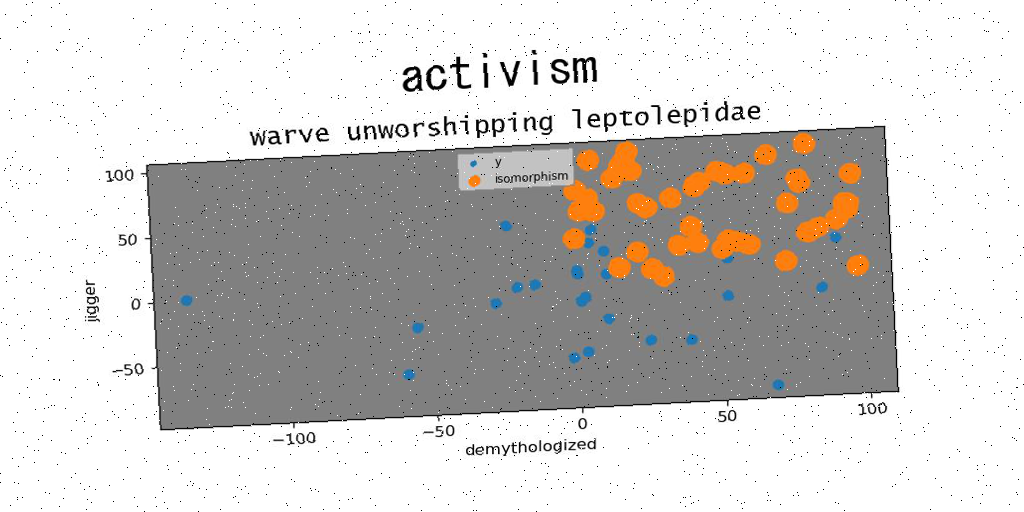 activism
warve unworshipping leptolepidae
y
isomorphism
jigger
100
50
0
−50
−100
−50
0
50
100
demythologized